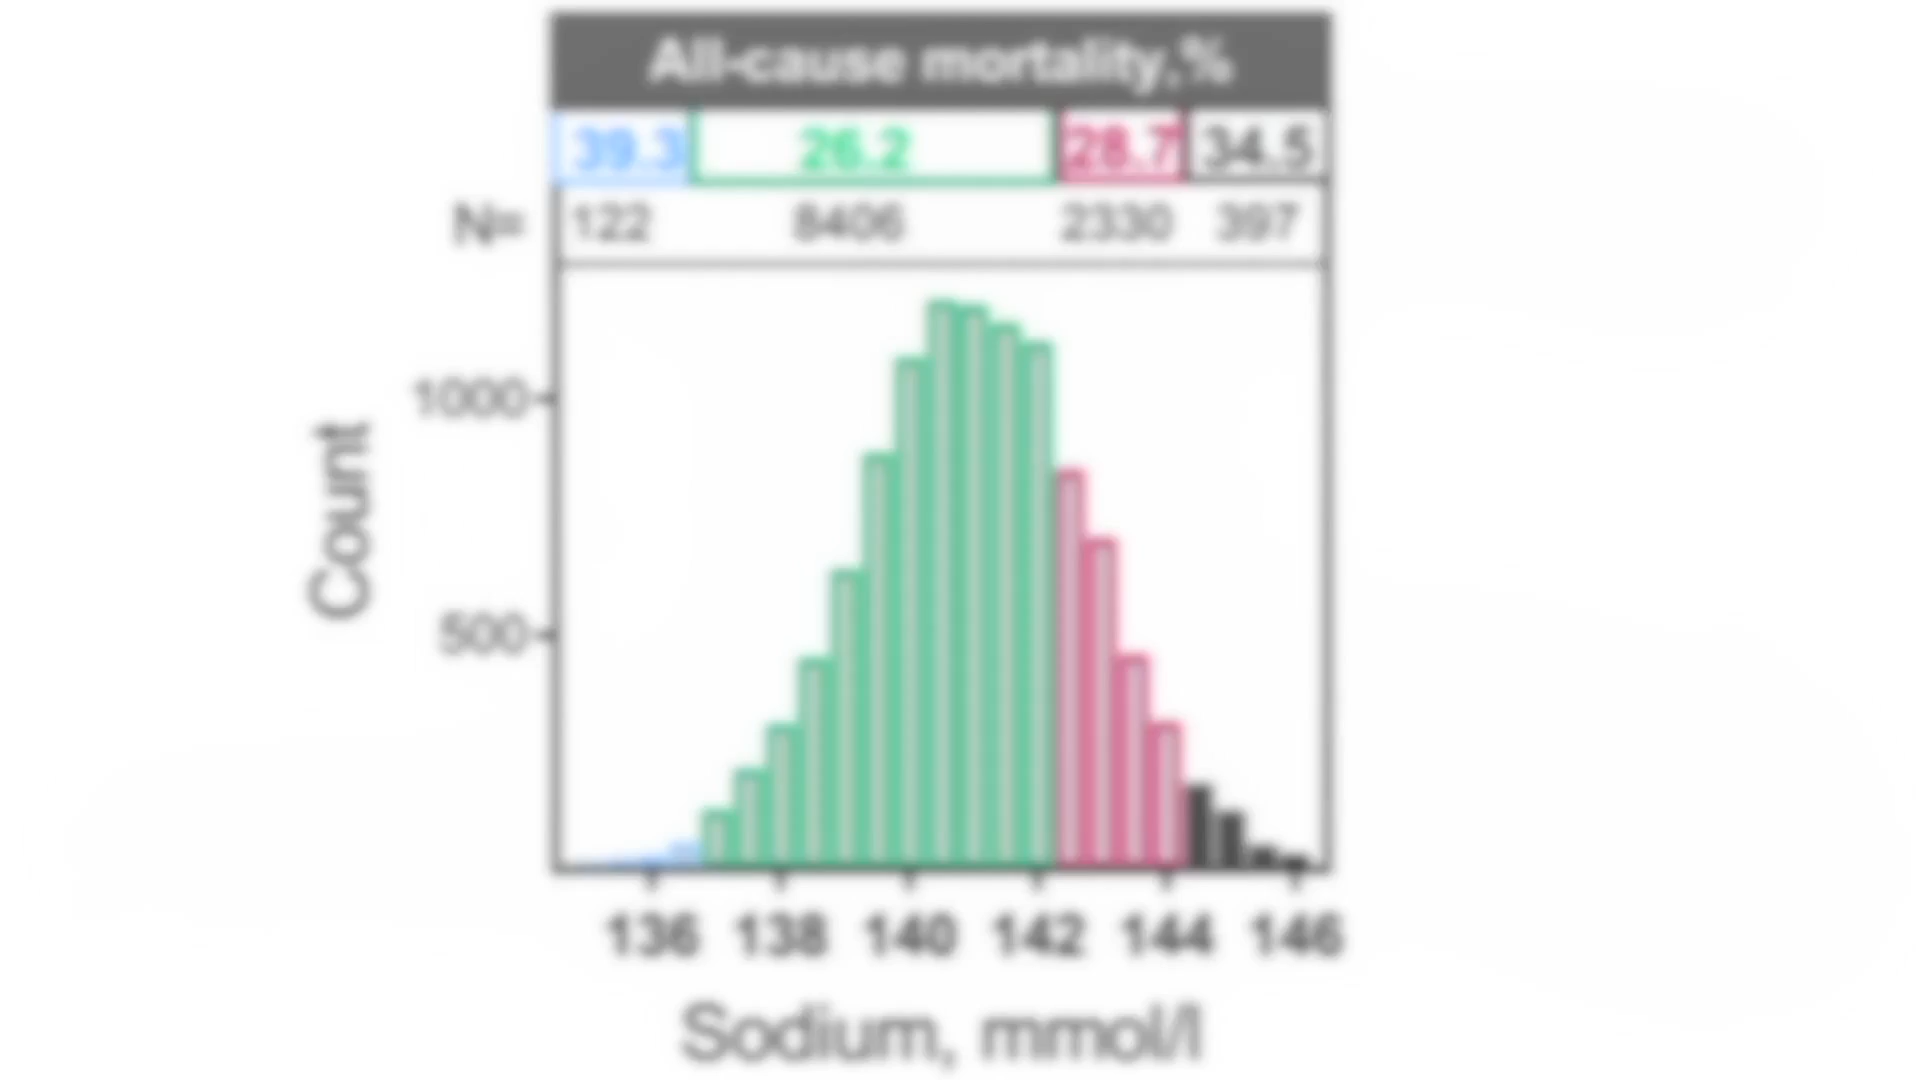 All-cause mortality,%
39.3 26.2 28.7 34.5
N= 122 8406 2330 397
1000
500
Count
136 138 140 142 144 146
Sodium, mmol/l